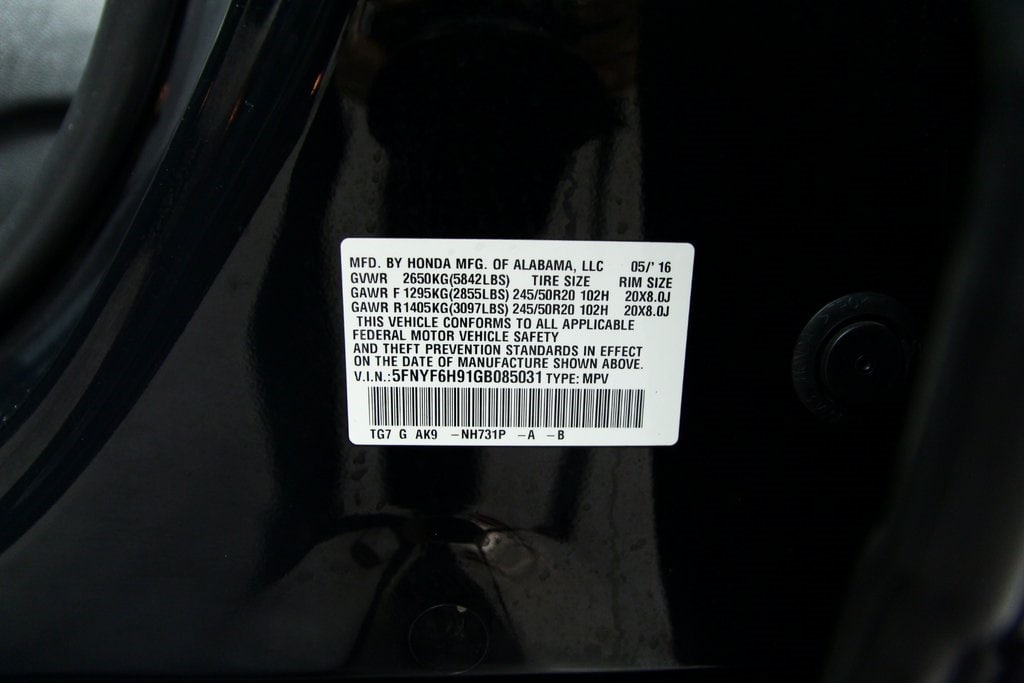 MFD. BY HONDA MFG. OF ALABAMA, LLC 05/' 16
GVWR 2650KG(5842LBS) TIRE SIZE RIM SIZE
GAWR F 1295KG(2855LBS) 245/50R20 102H 20X8.0J
GAWR R1405KG(3097LBS) 245/50R20 102H 20X8.0J
THIS VEHICLE CONFORMS TO ALL APPLICABLE
FEDERAL MOTOR VEHICLE SAFETY
AND THEFT PREVENTION STANDARDS IN EFFECT
ON THE DATE OF MANUFACTURE SHOWN ABOVE.
V.I.N.:5FNYF6H91GB085031 TYPE: MPV
TG7 G AK9 -NH731P -A -B